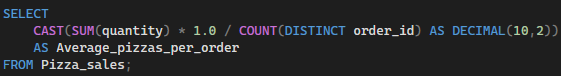 SELECT
CAST(SUM(quantity) * 1.0 / COUNT(DISTINCT order_id) AS DECIMAL(10,2))
AS Average_pizzas_per_order
FROM Pizza_sales;